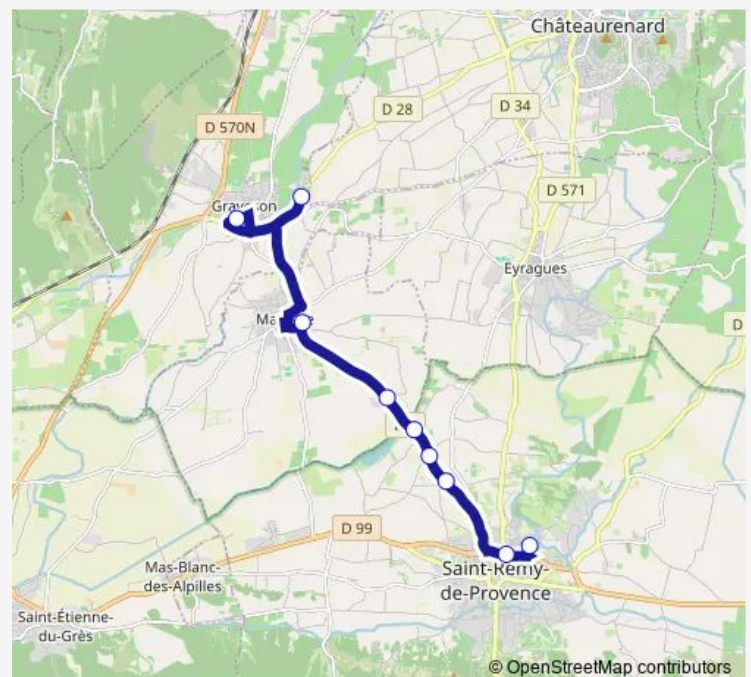 Châteaurenard
D 28
D 34
D 570N
D 571
Eyragues
D
D 99
Saint-Rémy-
de-Provence
Mas-Blanc-
des-Alpilles
Saint-Étienne-
du-Grès
© OpenStreetMap contributors